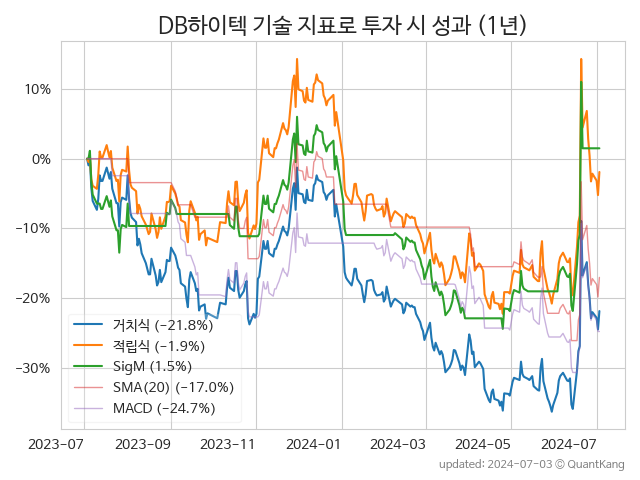 DB하이텍 기술 지표로 투자 시 성과 (1년)
10%
0%
−10%
−20%
−30%
거치식 (−21.8%)
적립식 (−1.9%)
SigM (1.5%)
SMA(20) (−17.0%)
MACD (−24.7%)
2023-07 2023-09 2023-11 2024-01 2024-03 2024-05 2024-07
updated: 2024-07-03 © QuantKang